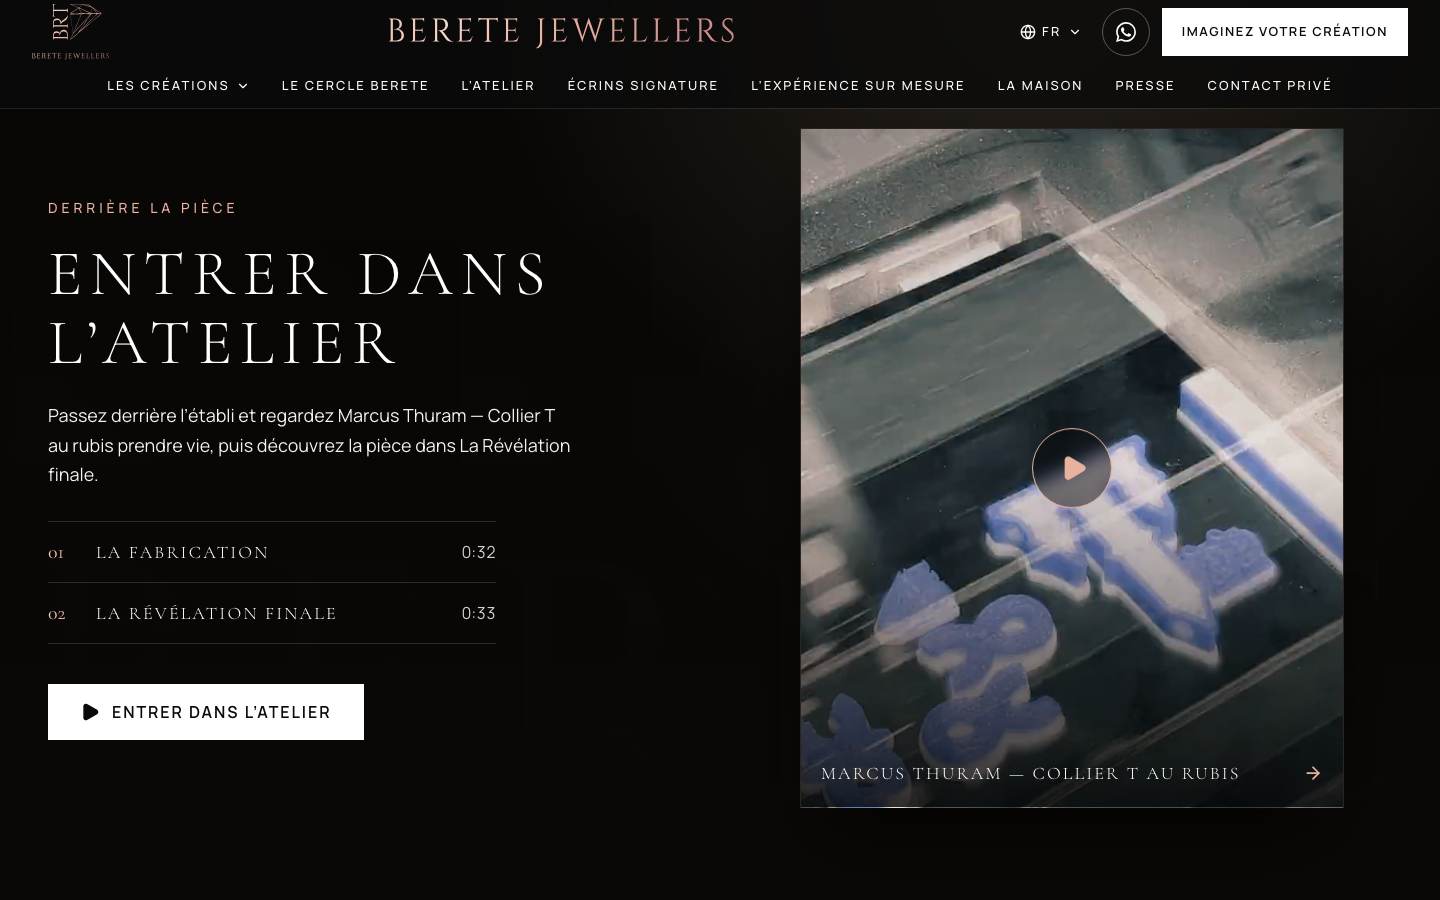 BRT
BERETE JEWELLERS
BERETE JEWELLERS
FR
IMAGINEZ VOTRE CRÉATION
LES CRÉATIONS
LE CERCLE BERETE
L'ATELIER
ÉCRINS SIGNATURE
L'EXPÉRIENCE SUR MESURE
LA MAISON
PRESSE
CONTACT PRIVÉ
DERRIÈRE LA PIÈCE
ENTRER DANS
L’ATELIER
Passez derrière l’établi et regardez Marcus Thuram — Collier T
au rubis prendre vie, puis découvrez la pièce dans La Révélation
finale.
01 LA FABRICATION 0:32
02 LA RÉVÉLATION FINALE 0:33
ENTRER DANS L’ATELIER
MARCUS THURAM — COLLIER T AU RUBIS